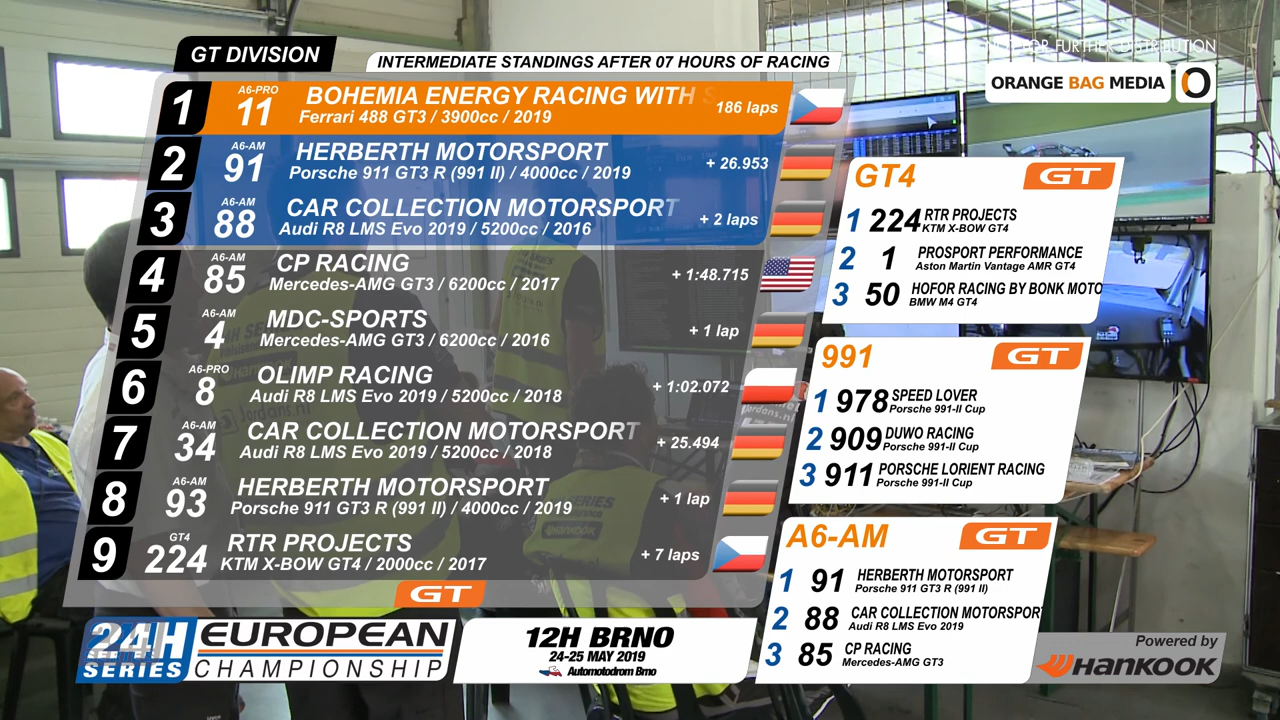 GT DIVISION
INTERMEDIATE STANDINGS AFTER 07 HOURS OF RACING
NOT FOR FURTHER DISTRIBUTION
ORANGE BAG MEDIA
1 A6-PRO 11 BOHEMIA ENERGY RACING WITH S 186 laps
Ferrari 488 GT3 / 3900cc / 2019
2 A6-AM 91 HERBERTH MOTORSPORT + 26.953
Porsche 911 GT3 R (991 II) / 4000cc / 2019
3 A6-AM 88 CAR COLLECTION MOTORSPORT + 2 laps
Audi R8 LMS Evo 2019 / 5200cc / 2016
4 A6-AM 85 CP RACING + 1:48.715
Mercedes-AMG GT3 / 6200cc / 2017
5 A6-AM 4 MDC-SPORTS + 1 lap
Mercedes-AMG GT3 / 6200cc / 2016
6 A6-PRO 8 OLIMP RACING + 1:02.072
Audi R8 LMS Evo 2019 / 5200cc / 2018
7 A6-AM 34 CAR COLLECTION MOTORSPORT + 25.494
Audi R8 LMS Evo 2019 / 5200cc / 2018
8 A6-AM 93 HERBERTH MOTORSPORT + 1 lap
Porsche 911 GT3 R (991 II) / 4000cc / 2019
9 GT4 224 RTR PROJECTS + 7 laps
KTM X-BOW GT4 / 2000cc / 2017
GT
GT4 GT
1 224 RTR PROJECTS
KTM X-BOW GT4
2 1 PROSPORT PERFORMANCE
Aston Martin Vantage AMR GT4
3 50 HOFOR RACING BY BONK MOTO
BMW M4 GT4
991 GT
1 978 SPEED LOVER
Porsche 991-II Cup
2 909 DUWO RACING
Porsche 991-II Cup
3 911 PORSCHE LORIENT RACING
Porsche 991-II Cup
A6-AM GT
1 91 HERBERTH MOTORSPORT
Porsche 911 GT3 R (991 II)
2 88 CAR COLLECTION MOTORSPORT
Audi R8 LMS Evo 2019
3 85 CP RACING
Mercedes-AMG GT3
24H
SERIES
EUROPEAN
CHAMPIONSHIP
12H BRNO
24-25 MAY 2019
Automotodrom Brno
Powered by
HANKOOK
Jordans.nl
SERIES
HANKOOK